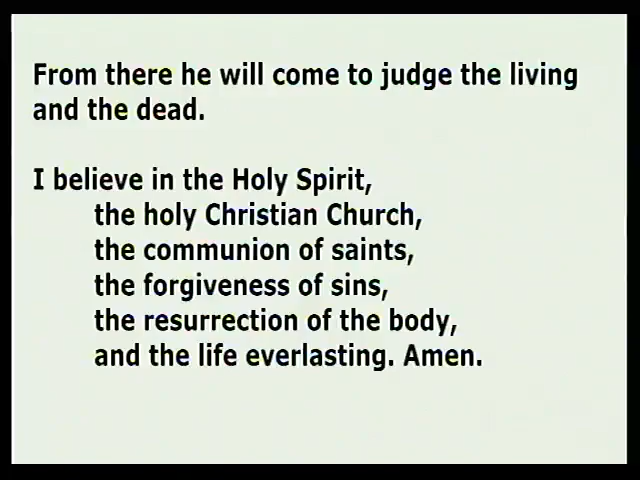 From there he will come to judge the living
and the dead.
I believe in the Holy Spirit,
the holy Christian Church,
the communion of saints,
the forgiveness of sins,
the resurrection of the body,
and the life everlasting. Amen.